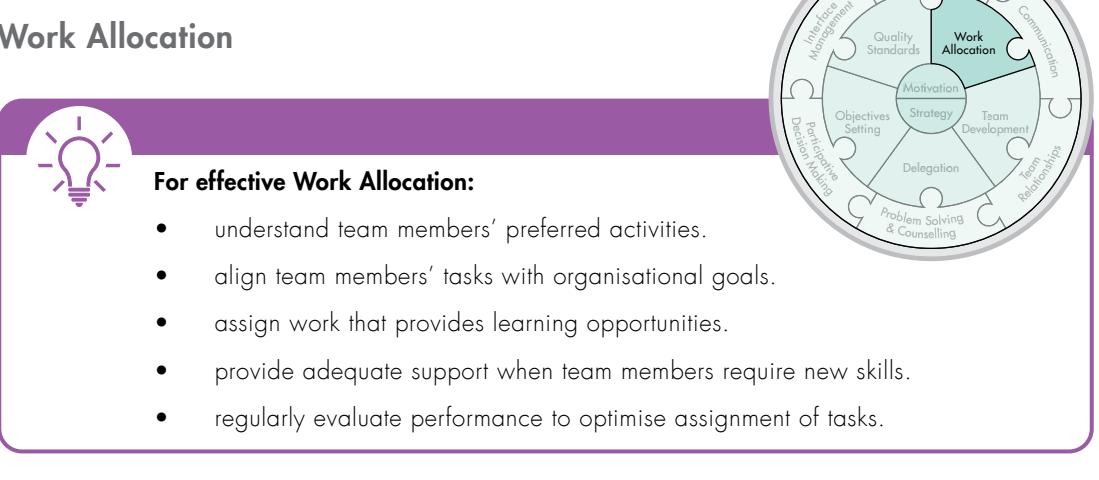 Work Allocation
Interface
Management
Communication
Quality
Standards
Work
Allocation
Motivation
Strategy
Objectives
Setting
Team
Development
Participative
Decision Making
Delegation
Team
Relationships
Problem Solving
& Counselling
For effective Work Allocation:
• understand team members’ preferred activities.
• align team members’ tasks with organisational goals.
• assign work that provides learning opportunities.
• provide adequate support when team members require new skills.
• regularly evaluate performance to optimise assignment of tasks.